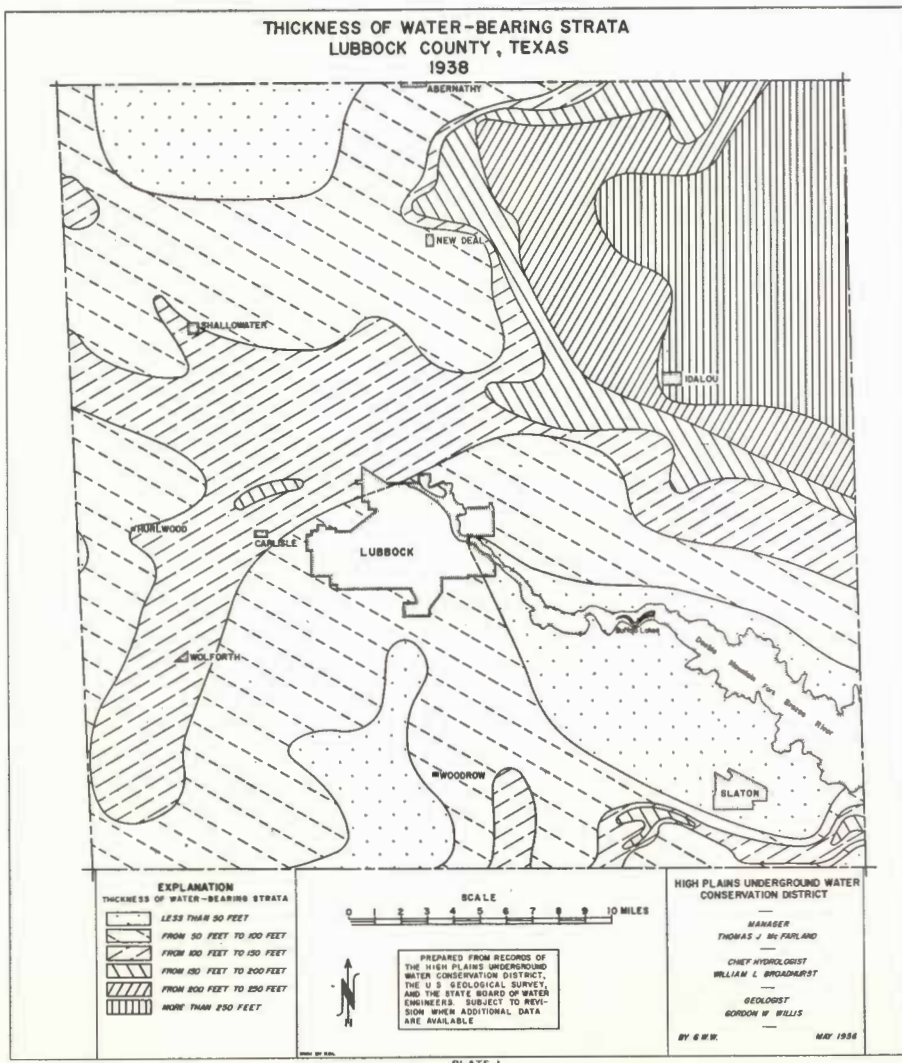 THICKNESS OF WATER-BEARING STRATA
LUBBOCK COUNTY, TEXAS
1938
ABERNATHY
NEW DEAL
SHALLOWATER
IDALOU
HURLWOOD
CARLISLE
LUBBOCK
Buffalo Lakes
WOLFORTH
Double Mountain Fork Brazos River
WOODROW
SLATON
EXPLANATION
THICKNESS OF WATER-BEARING STRATA
LESS THAN 50 FEET
FROM 50 FEET TO 100 FEET
FROM 100 FEET TO 150 FEET
FROM 150 FEET TO 200 FEET
FROM 200 FEET TO 250 FEET
MORE THAN 250 FEET
SCALE
0 1 2 3 4 5 6 7 8 9 10 MILES
N
PREPARED FROM RECORDS OF
THE HIGH PLAINS UNDERGROUND
WATER CONSERVATION DISTRICT,
THE U S GEOLOGICAL SURVEY,
AND THE STATE BOARD OF WATER
ENGINEERS. SUBJECT TO REVI-
SION WHEN ADDITIONAL DATA
ARE AVAILABLE
HIGH PLAINS UNDERGROUND WATER
CONSERVATION DISTRICT
MANAGER
THOMAS J McFARLAND
CHIEF HYDROLOGIST
WILLIAM L BROADHURST
GEOLOGIST
GORDON W WILLIS
BY G.W.W. MAY 1956
PLATE 1